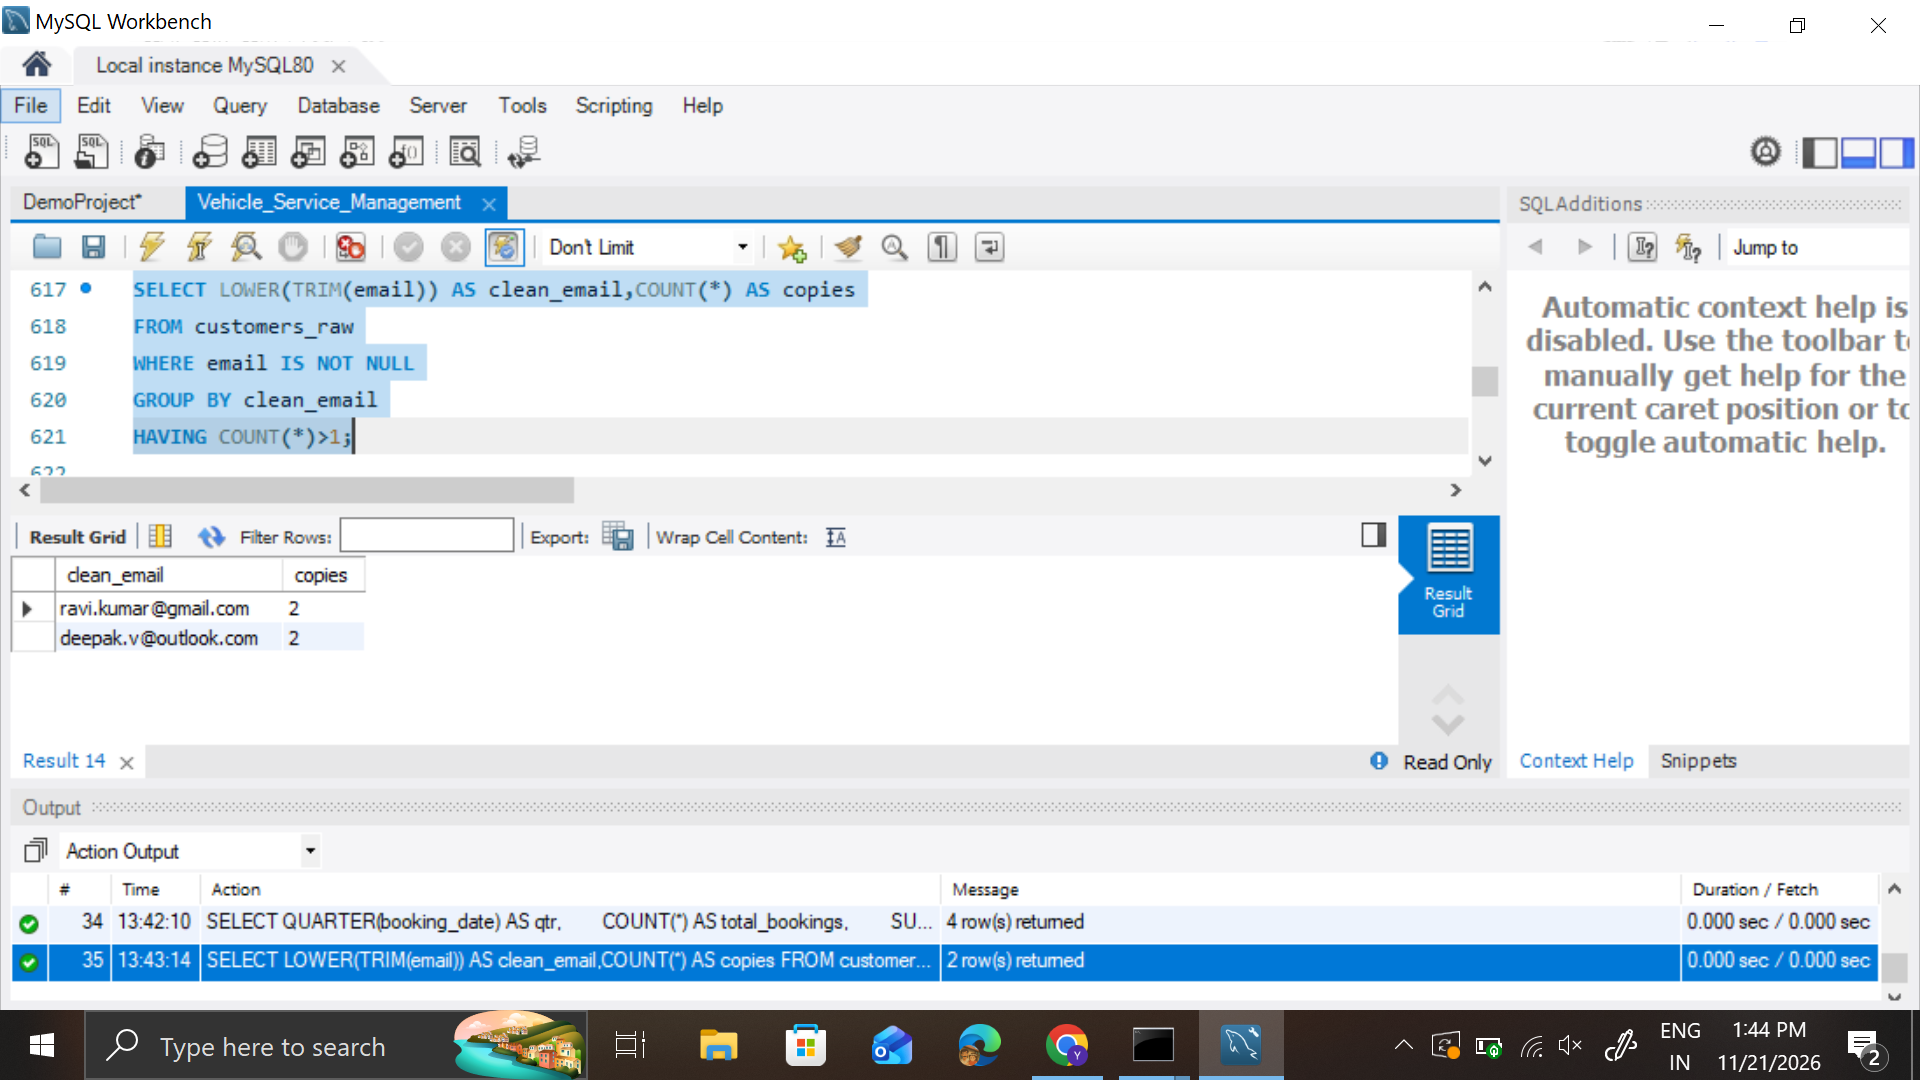 MySQL Workbench
Local instance MySQL80
File Edit View Query Database Server Tools Scripting Help
DemoProject* Vehicle_Service_Management
SQLAdditions
Don't Limit
Jump to
617 SELECT LOWER(TRIM(email)) AS clean_email,COUNT(*) AS copies
618 FROM customers_raw
619 WHERE email IS NOT NULL
620 GROUP BY clean_email
621 HAVING COUNT(*)>1;
622
Automatic context help is
disabled. Use the toolbar to
manually get help for the
current caret position or to
toggle automatic help.
Result Grid Filter Rows: Export: Wrap Cell Content:
clean_email copies
ravi.kumar@gmail.com 2
deepak.v@outlook.com 2
Result
Grid
Result 14 Read Only
Context Help Snippets
Output
Action Output
# Time Action Message Duration / Fetch
34 13:42:10 SELECT QUARTER(booking_date) AS qtr, COUNT(*) AS total_bookings, SU... 4 row(s) returned 0.000 sec / 0.000 sec
35 13:43:14 SELECT LOWER(TRIM(email)) AS clean_email,COUNT(*) AS copies FROM customer... 2 row(s) returned 0.000 sec / 0.000 sec
Type here to search
ENG
IN
1:44 PM
11/21/2026
2